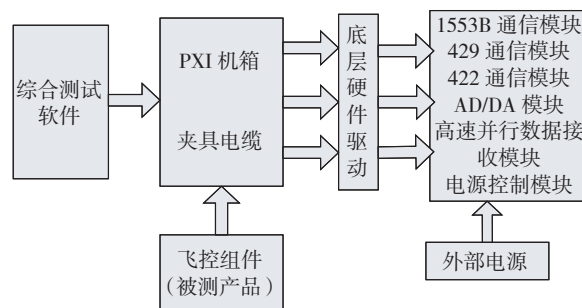 综合测试
软件
PXI 机箱
夹具电缆
底层硬件驱动
1553B 通信模块
429 通信模块
422 通信模块
AD/DA 模块
高速并行数据接
收模块
电源控制模块
飞控组件
（被测产品）
外部电源